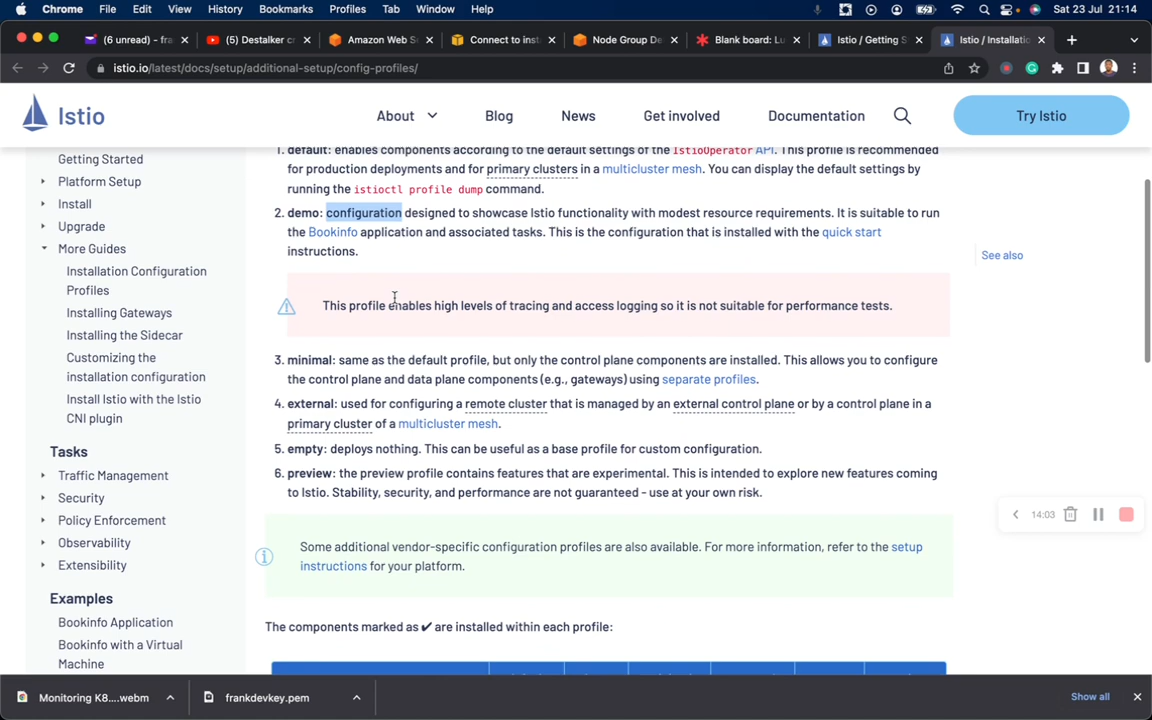 Chrome File Edit View History Bookmarks Profiles Tab Window Help Sat 23 Jul 21:14
(6 unread) - fra (5) Destalker cr Amazon Web S Connect to inst Node Group De Blank board: Lu Istio / Getting S Istio / Installatio
istio.io/latest/docs/setup/additional-setup/config-profiles/
Istio About Blog News Get involved Documentation Try Istio
Getting Started
Platform Setup
Install
Upgrade
More Guides
Installation Configuration
Profiles
Installing Gateways
Installing the Sidecar
Customizing the
installation configuration
Install Istio with the Istio
CNI plugin
Tasks
Traffic Management
Security
Policy Enforcement
Observability
Extensibility
Examples
Bookinfo Application
Bookinfo with a Virtual
Machine
1. default: enables components according to the default settings of the IstioOperator API. This profile is recommended
for production deployments and for primary clusters in a multicluster mesh. You can display the default settings by
running the istioctl profile dump command.
2. demo: configuration designed to showcase Istio functionality with modest resource requirements. It is suitable to run
the Bookinfo application and associated tasks. This is the configuration that is installed with the quick start
instructions.
This profile enables high levels of tracing and access logging so it is not suitable for performance tests.
3. minimal: same as the default profile, but only the control plane components are installed. This allows you to configure
the control plane and data plane components (e.g., gateways) using separate profiles.
4. external: used for configuring a remote cluster that is managed by an external control plane or by a control plane in a
primary cluster of a multicluster mesh.
5. empty: deploys nothing. This can be useful as a base profile for custom configuration.
6. preview: the preview profile contains features that are experimental. This is intended to explore new features coming
to Istio. Stability, security, and performance are not guaranteed - use at your own risk.
Some additional vendor-specific configuration profiles are also available. For more information, refer to the setup
instructions for your platform.
The components marked as ✔ are installed within each profile:
See also
14:03
Monitoring K8....webm frankdevkey.pem Show all